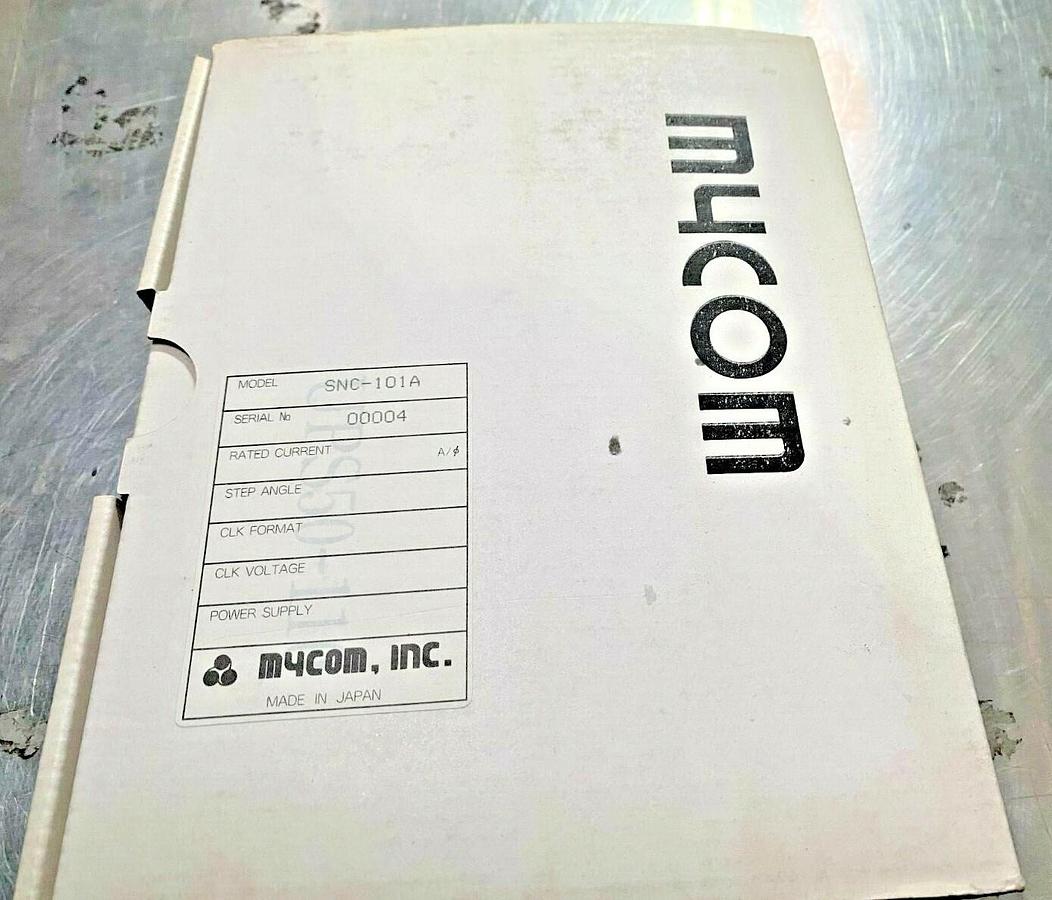 mycom
MODEL SNC-101A
SERIAL No 00004
RATED CURRENT A/ϕ
STEP ANGLE
CLK FORMAT
CLK VOLTAGE
POWER SUPPLY
mycom, INC.
MADE IN JAPAN